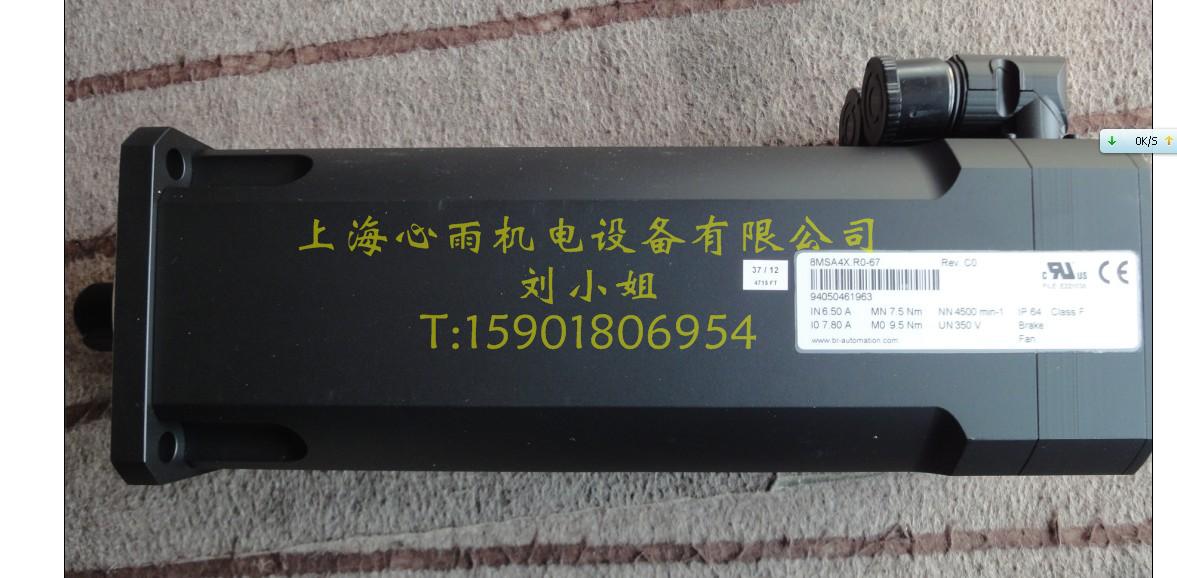 上海心雨机电设备有限公司
刘小姐
T:15901806954
37 / 12
4715 FT
8MSA4X.R0-67 Rev. C0
94050461963
IN 6.50 A MN 7.5 Nm NN 4500 min-1 IP 64 Class F
I0 7.80 A M0 9.5 Nm UN 350 V Brake
www.br-automation.com Fan
c RU US CE
0K/S